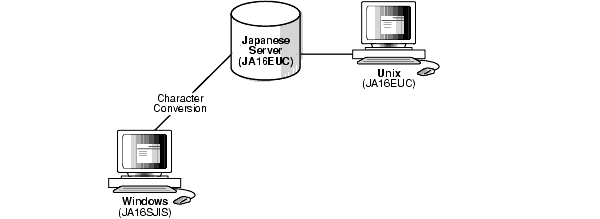 Japanese
Server
(JA16EUC)
Unix
(JA16EUC)
Character
Conversion
Windows
(JA16SJIS)